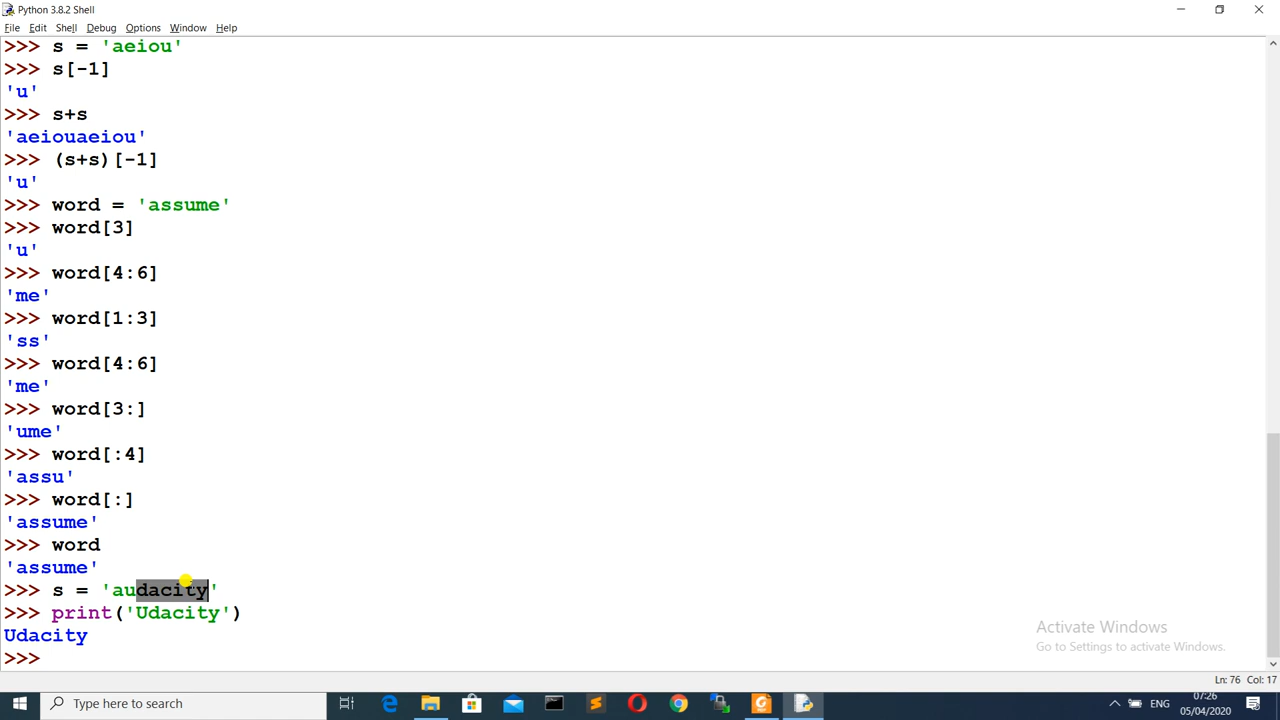 Python 3.8.2 Shell
File Edit Shell Debug Options Window Help
>>> s = 'aeiou'
>>> s[-1]
'u'
>>> s+s
'aeiouaeiou'
>>> (s+s)[-1]
'u'
>>> word = 'assume'
>>> word[3]
'u'
>>> word[4:6]
'me'
>>> word[1:3]
'ss'
>>> word[4:6]
'me'
>>> word[3:]
'ume'
>>> word[:4]
'assu'
>>> word[:]
'assume'
>>> word
'assume'
>>> s = 'audacity'
>>> print('Udacity')
Udacity
>>>
Activate Windows
Go to Settings to activate Windows.
Ln: 76 Col: 17
Type here to search
ENG
07:26
05/04/2020